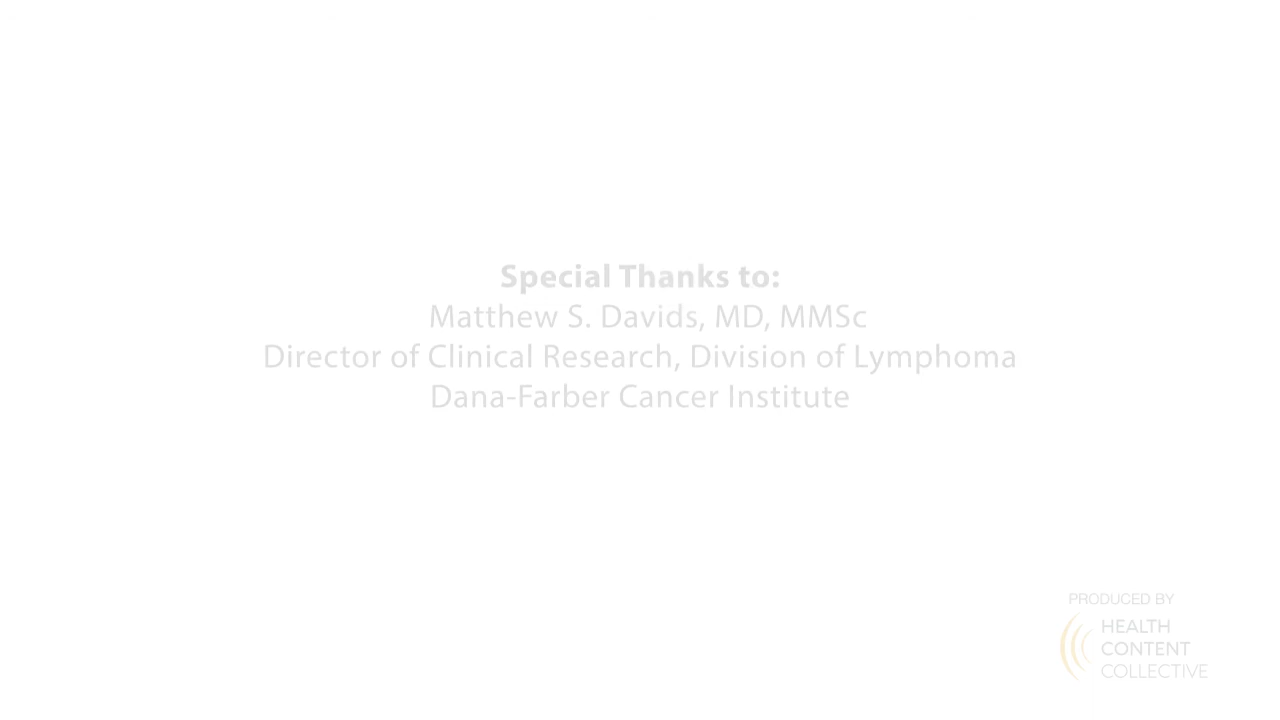 Special Thanks to:
Matthew S. Davids, MD, MMSc
Director of Clinical Research, Division of Lymphoma
Dana-Farber Cancer Institute
PRODUCED BY
HEALTH
CONTENT
COLLECTIVE